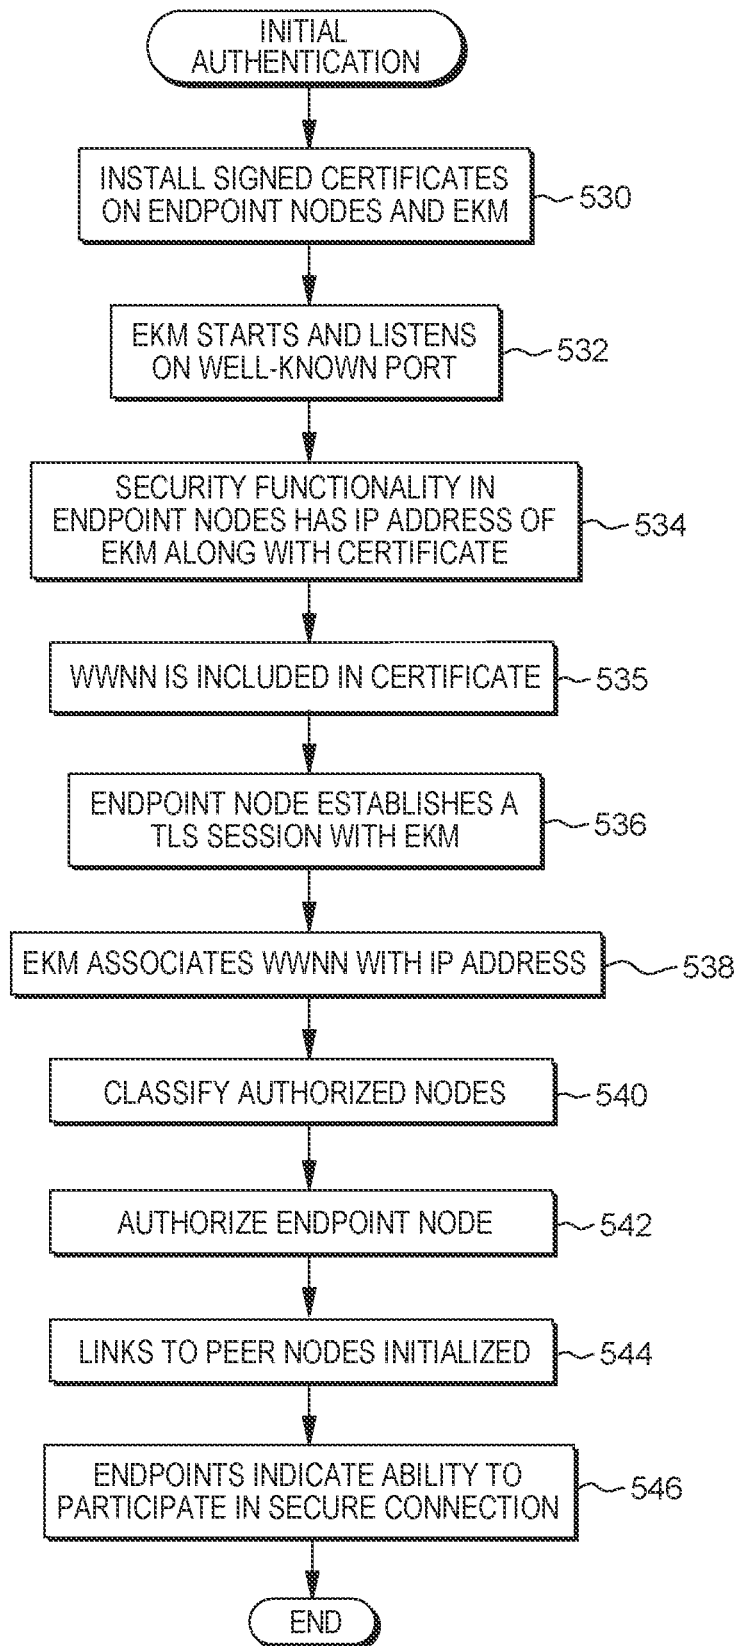 INITIAL
AUTHENTICATION
INSTALL SIGNED CERTIFICATES
ON ENDPOINT NODES AND EKM
530
EKM STARTS AND LISTENS
ON WELL-KNOWN PORT
532
SECURITY FUNCTIONALITY IN
ENDPOINT NODES HAS IP ADDRESS OF
EKM ALONG WITH CERTIFICATE
534
WWNN IS INCLUDED IN CERTIFICATE
535
ENDPOINT NODE ESTABLISHES A
TLS SESSION WITH EKM
536
EKM ASSOCIATES WWNN WITH IP ADDRESS
538
CLASSIFY AUTHORIZED NODES
540
AUTHORIZE ENDPOINT NODE
542
LINKS TO PEER NODES INITIALIZED
544
ENDPOINTS INDICATE ABILITY TO
PARTICIPATE IN SECURE CONNECTION
546
END